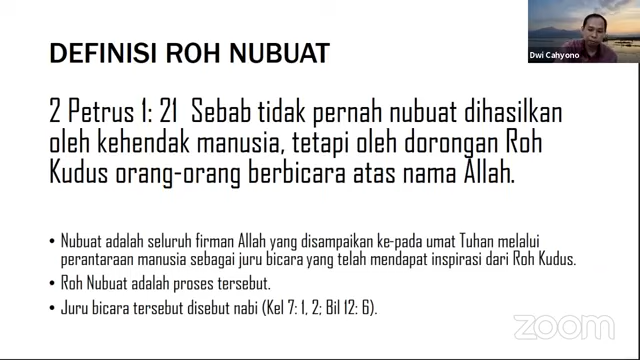 DEFINISI ROH NUBUAT
Dwi Cahyono
2 Petrus 1: 21 Sebab tidak pernah nubuat dihasilkan
oleh kehendak manusia, tetapi oleh dorongan Roh
Kudus orang-orang berbicara atas nama Allah.
• Nubuat adalah seluruh firman Allah yang disampaikan ke-pada umat Tuhan melalui
perantaraan manusia sebagai juru bicara yang telah mendapat inspirasi dari Roh Kudus.
• Roh Nubuat adalah proses tersebut.
• Juru bicara tersebut disebut nabi (Kel 7: 1, 2; Bil 12: 6).
zoom